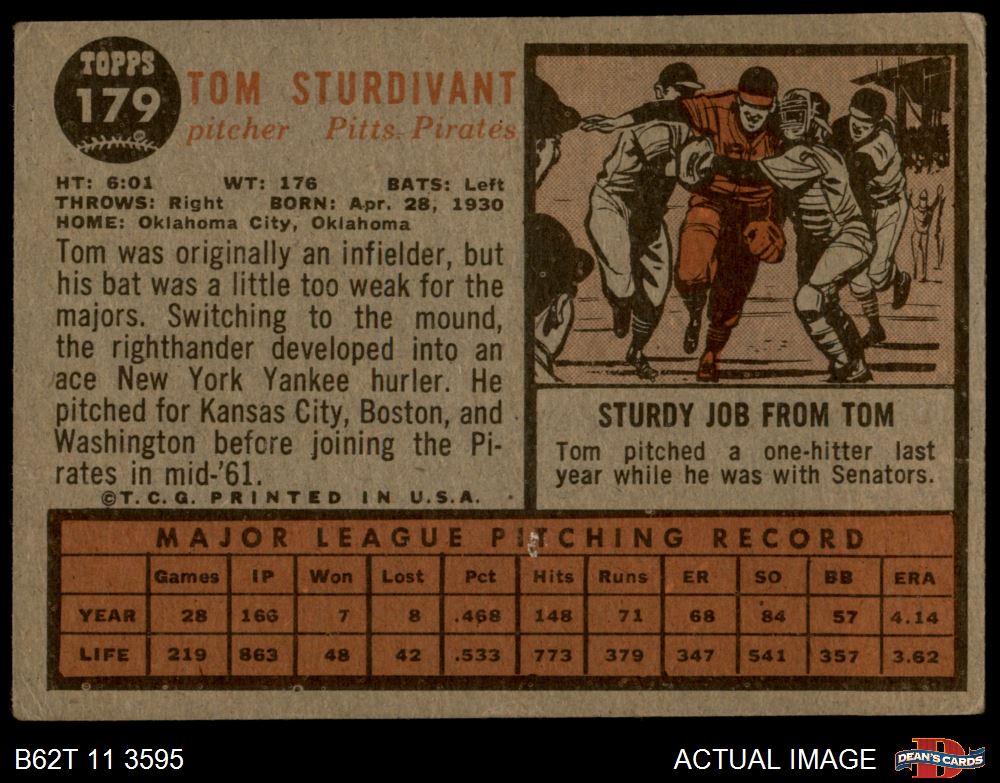 TOPPS
179
TOM STURDIVANT
pitcher Pitts. Pirates
HT: 6:01 WT: 176 BATS: Left
THROWS: Right BORN: Apr. 28, 1930
HOME: Oklahoma City, Oklahoma
Tom was originally an infielder, but
his bat was a little too weak for the
majors. Switching to the mound,
the righthander developed into an
ace New York Yankee hurler. He
pitched for Kansas City, Boston, and
Washington before joining the Pi-
rates in mid-'61.
©T.C.G. PRINTED IN U.S.A.
STURDY JOB FROM TOM
Tom pitched a one-hitter last
year while he was with Senators.
MAJOR LEAGUE PITCHING RECORD
Games IP Won Lost Pct Hits Runs ER SO BB ERA
YEAR 28 166 7 8 .468 148 71 68 84 57 4.14
LIFE 219 863 48 42 .533 773 379 347 541 357 3.62
B62T 11 3595 ACTUAL IMAGE D DEAN'S CARDS